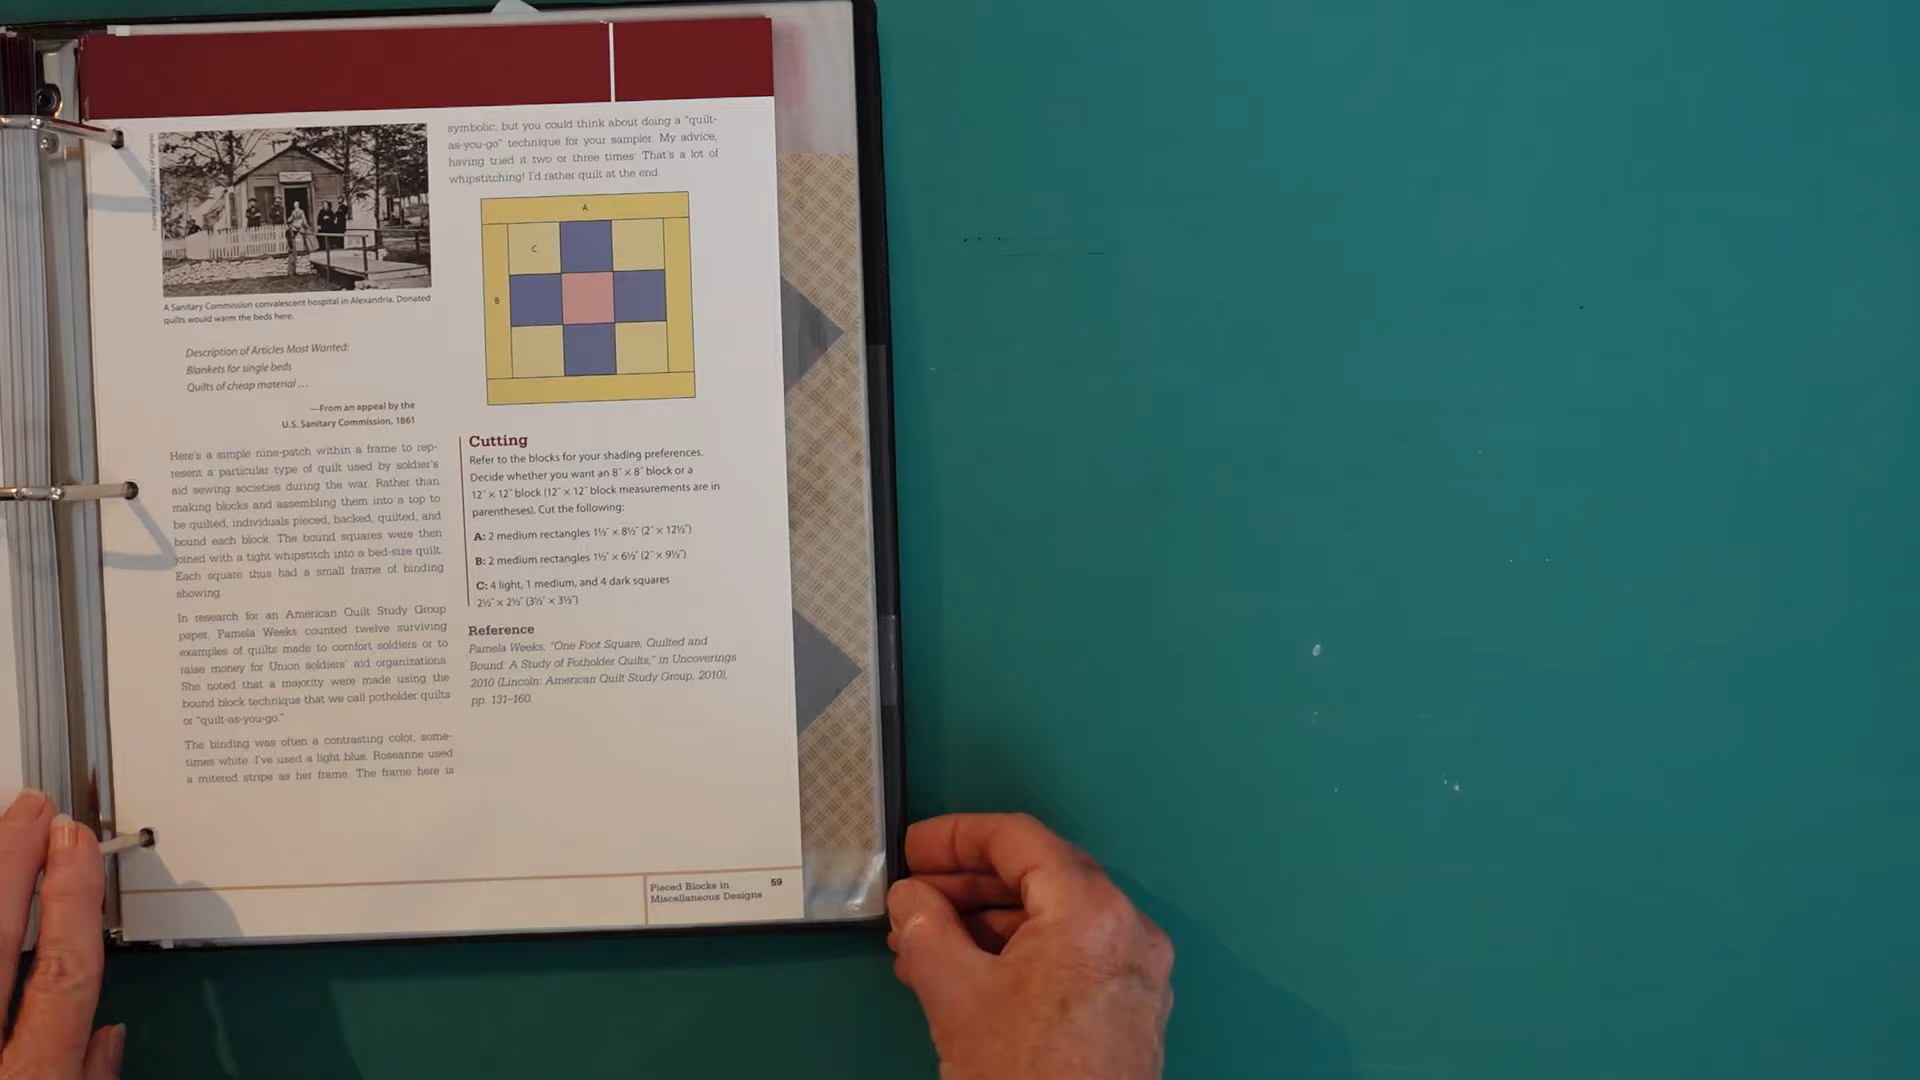 Courtesy of the Library of Congress
A Sanitary Commission convalescent hospital in Alexandria. Donated
quilts would warm the beds here.
Description of Articles Most Wanted:
Blankets for single beds
Quilts of cheap material ...
—From an appeal by the
U.S. Sanitary Commission, 1861
Here's a simple nine-patch within a frame to rep-
resent a particular type of quilt used by soldier's
aid sewing societies during the war. Rather than
making blocks and assembling them into a top to
be quilted, individuals pieced, backed, quilted, and
bound each block. The bound squares were then
joined with a tight whipstitch into a bed-size quilt.
Each square thus had a small frame of binding
showing.
In research for an American Quilt Study Group
paper, Pamela Weeks counted twelve surviving
examples of quilts made to comfort soldiers or to
raise money for Union soldiers' aid organizations.
She noted that a majority were made using the
bound block technique that we call potholder quilts
or "quilt-as-you-go."
The binding was often a contrasting color, some-
times white. I've used a light blue. Roseanne used
a mitered stripe as her frame. The frame here is
symbolic, but you could think about doing a "quilt-
as-you-go" technique for your sampler. My advice,
having tried it two or three times: That's a lot of
whipstitching! I'd rather quilt at the end.
A
C
B
Cutting
Refer to the blocks for your shading preferences.
Decide whether you want an 8" × 8" block or a
12" × 12" block (12" × 12" block measurements are in
parentheses). Cut the following:
A: 2 medium rectangles 1½" × 8½" (2" × 12½")
B: 2 medium rectangles 1½" × 6½" (2" × 9½")
C: 4 light, 1 medium, and 4 dark squares
2½" × 2½" (3½" × 3½")
Reference
Pamela Weeks, "One Foot Square, Quilted and
Bound: A Study of Potholder Quilts," in Uncoverings
2010 (Lincoln: American Quilt Study Group, 2010),
pp. 131–160.
Pieced Blocks in
Miscellaneous Designs
59